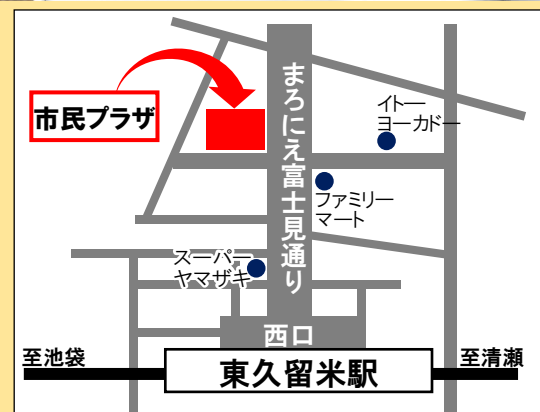 市民プラザ
まろにえ富士見通り
イトー
ヨーカドー
ファミリー
マート
スーパー
ヤマザキ
西口
至池袋
東久留米駅
至清瀬